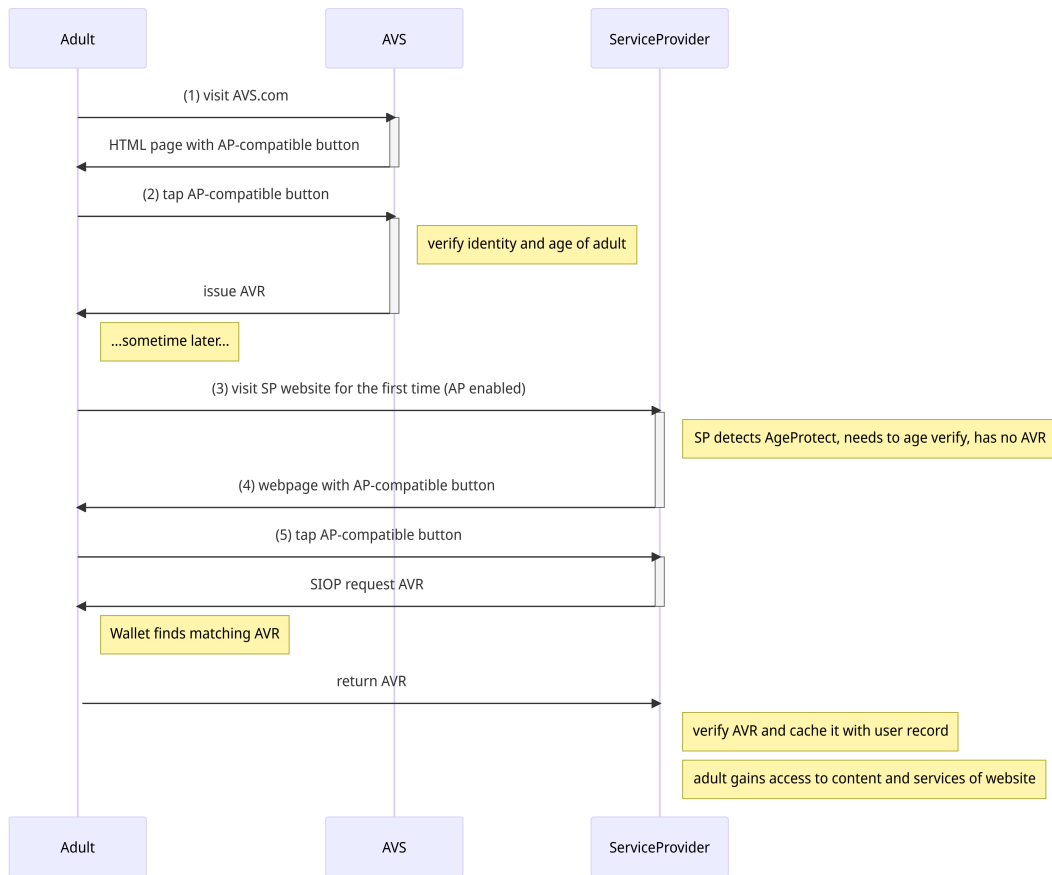 Adult
AVS
ServiceProvider
(1) visit AVS.com
HTML page with AP-compatible button
(2) tap AP-compatible button
verify identity and age of adult
issue AVR
...sometime later...
(3) visit SP website for the first time (AP enabled)
SP detects AgeProtect, needs to age verify, has no AVR
(4) webpage with AP-compatible button
(5) tap AP-compatible button
SIOP request AVR
Wallet finds matching AVR
return AVR
verify AVR and cache it with user record
adult gains access to content and services of website
Adult
AVS
ServiceProvider